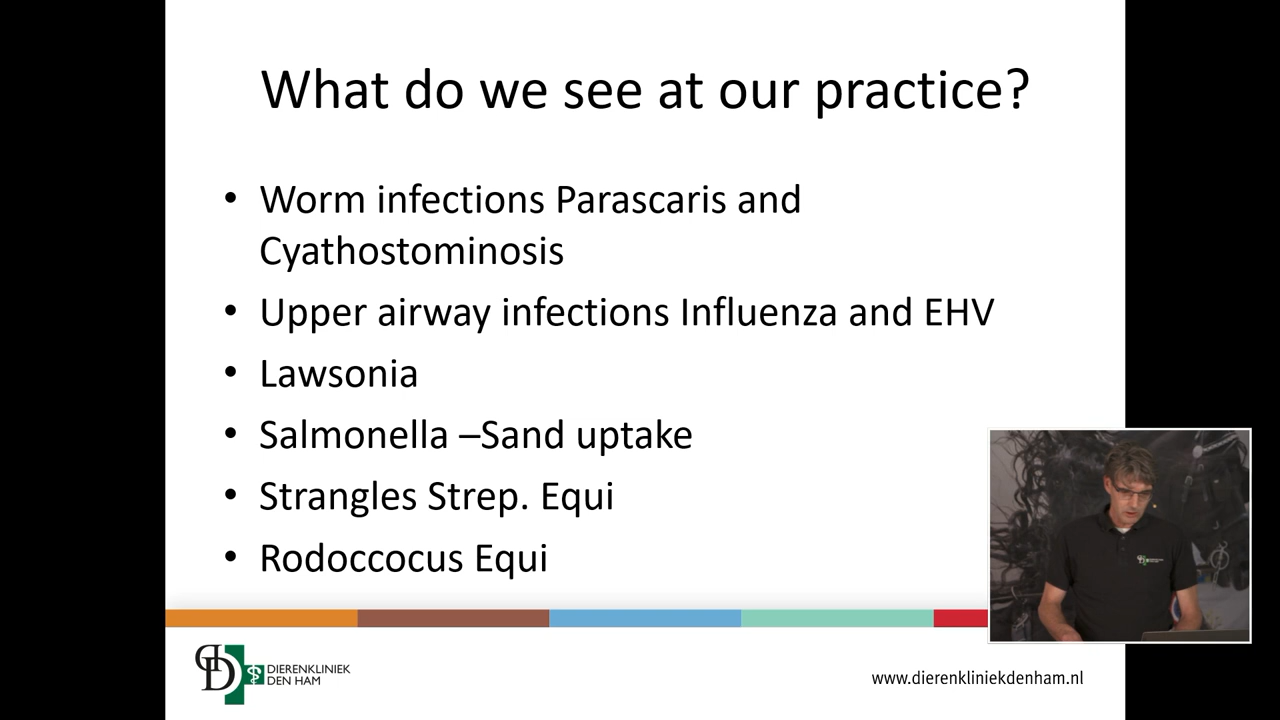 What do we see at our practice?
• Worm infections Parascaris and
Cyathostominosis
• Upper airway infections Influenza and EHV
• Lawsonia
• Salmonella –Sand uptake
• Strangles Strep. Equi
• Rodoccocus Equi
DIERENKLINIEK
DEN HAM
www.dierenkliniekdenham.nl